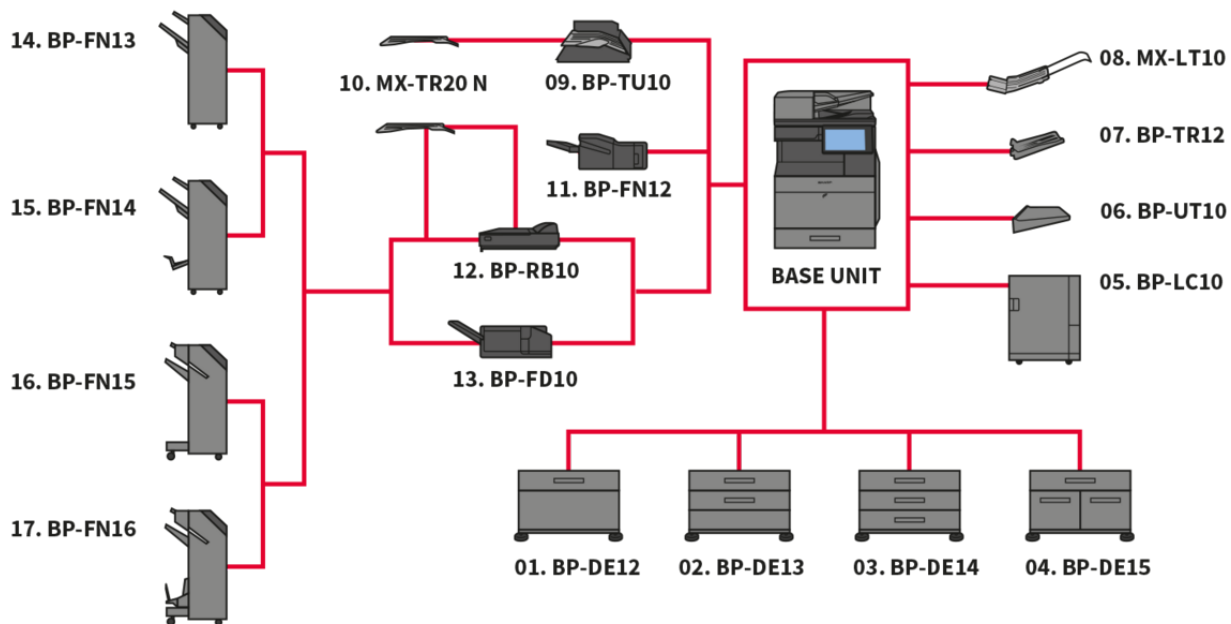 14. BP-FN13
10. MX-TR20 N
09. BP-TU10
08. MX-LT10
07. BP-TR12
11. BP-FN12
15. BP-FN14
06. BP-UT10
12. BP-RB10
BASE UNIT
05. BP-LC10
16. BP-FN15
13. BP-FD10
17. BP-FN16
01. BP-DE12
02. BP-DE13
03. BP-DE14
04. BP-DE15